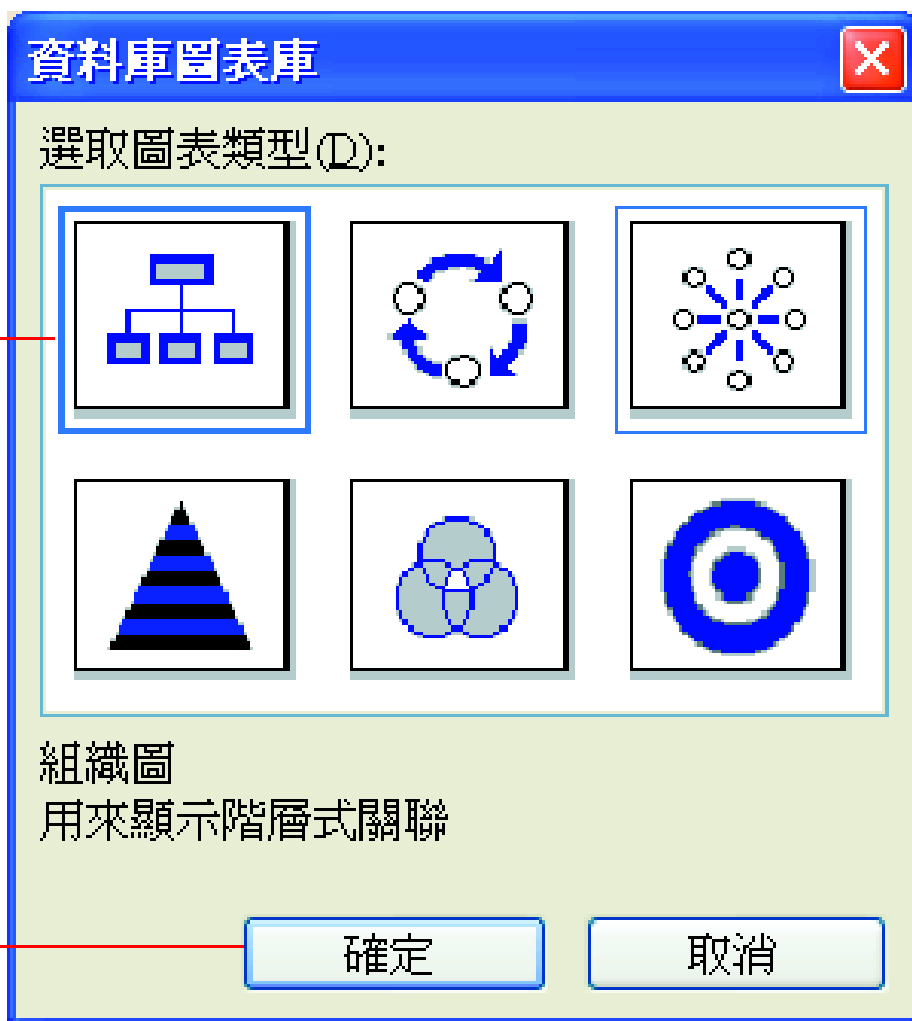 資料庫圖表庫
選取圖表類型(D):
組織圖
用來顯示階層式關聯
確定
取消